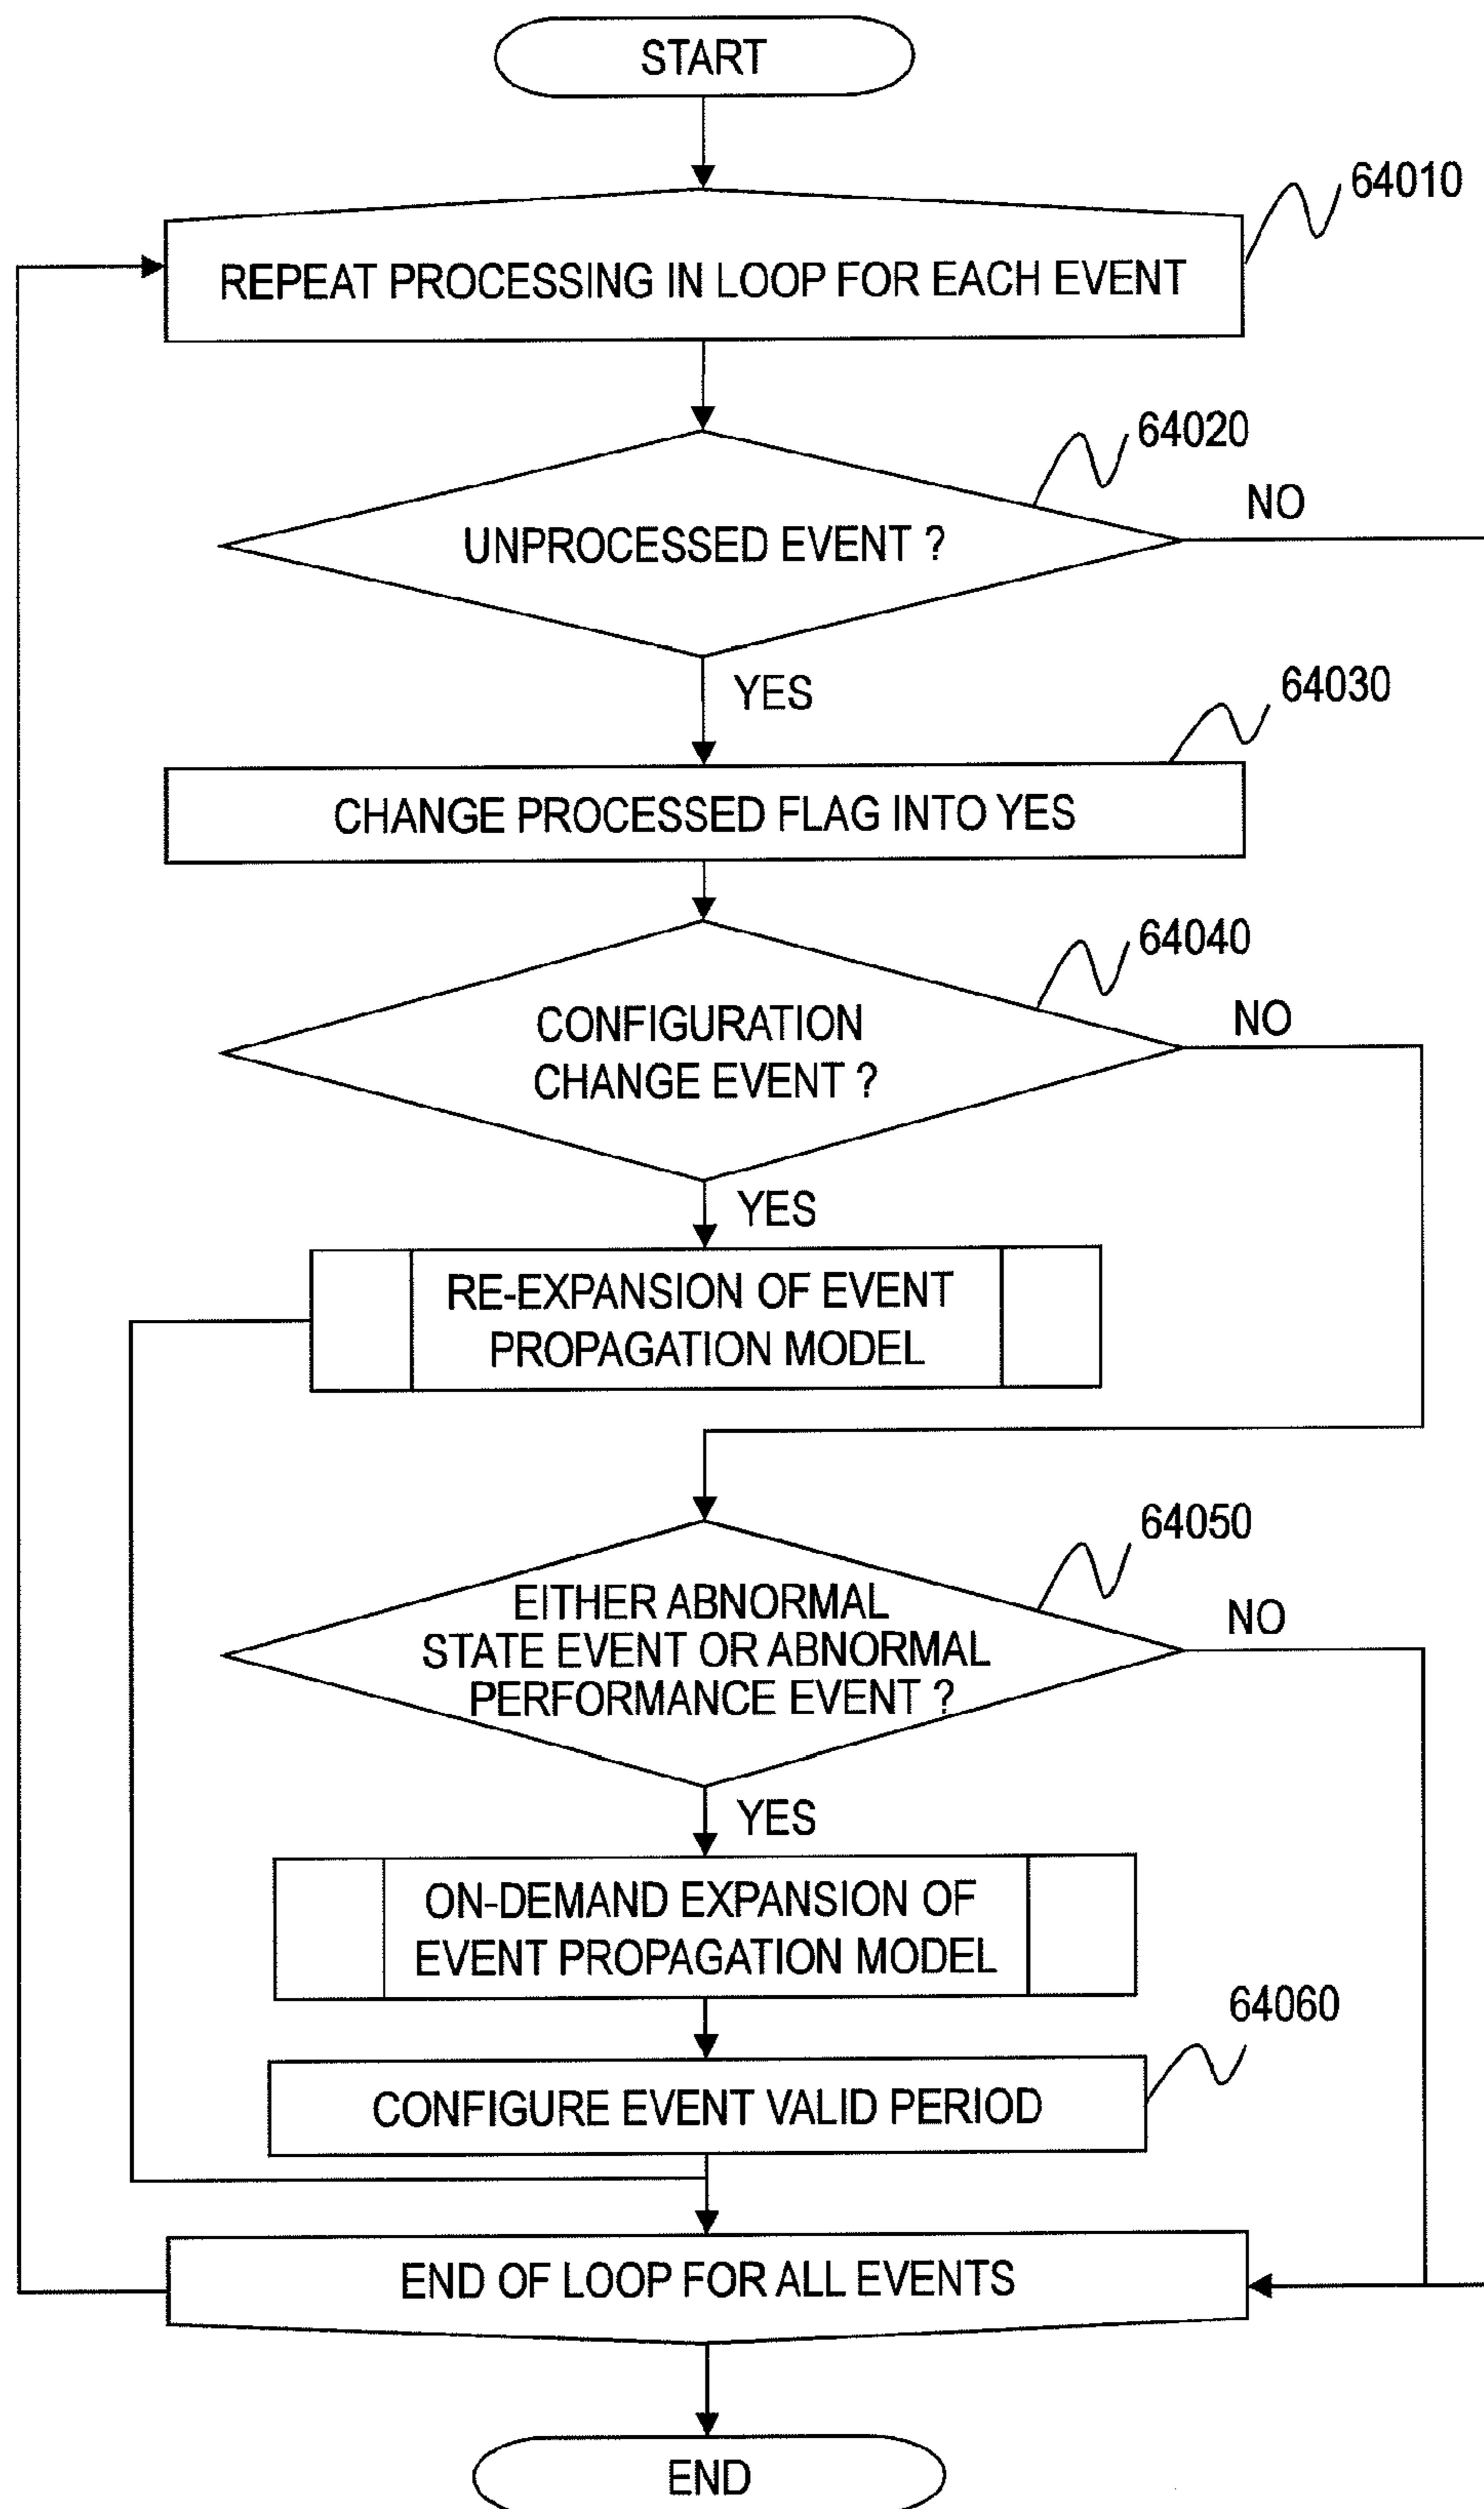 START
64010
REPEAT PROCESSING IN LOOP FOR EACH EVENT
64020
NO
UNPROCESSED EVENT ?
YES
64030
CHANGE PROCESSED FLAG INTO YES
64040
NO
CONFIGURATION
CHANGE EVENT ?
YES
RE-EXPANSION OF EVENT
PROPAGATION MODEL
64050
EITHER ABNORMAL
NO
STATE EVENT OR ABNORMAL
PERFORMANCE EVENT ?
YES
ON-DEMAND EXPANSION OF
EVENT PROPAGATION MODEL
64060
CONFIGURE EVENT VALID PERIOD
END OF LOOP FOR ALL EVENTS
END